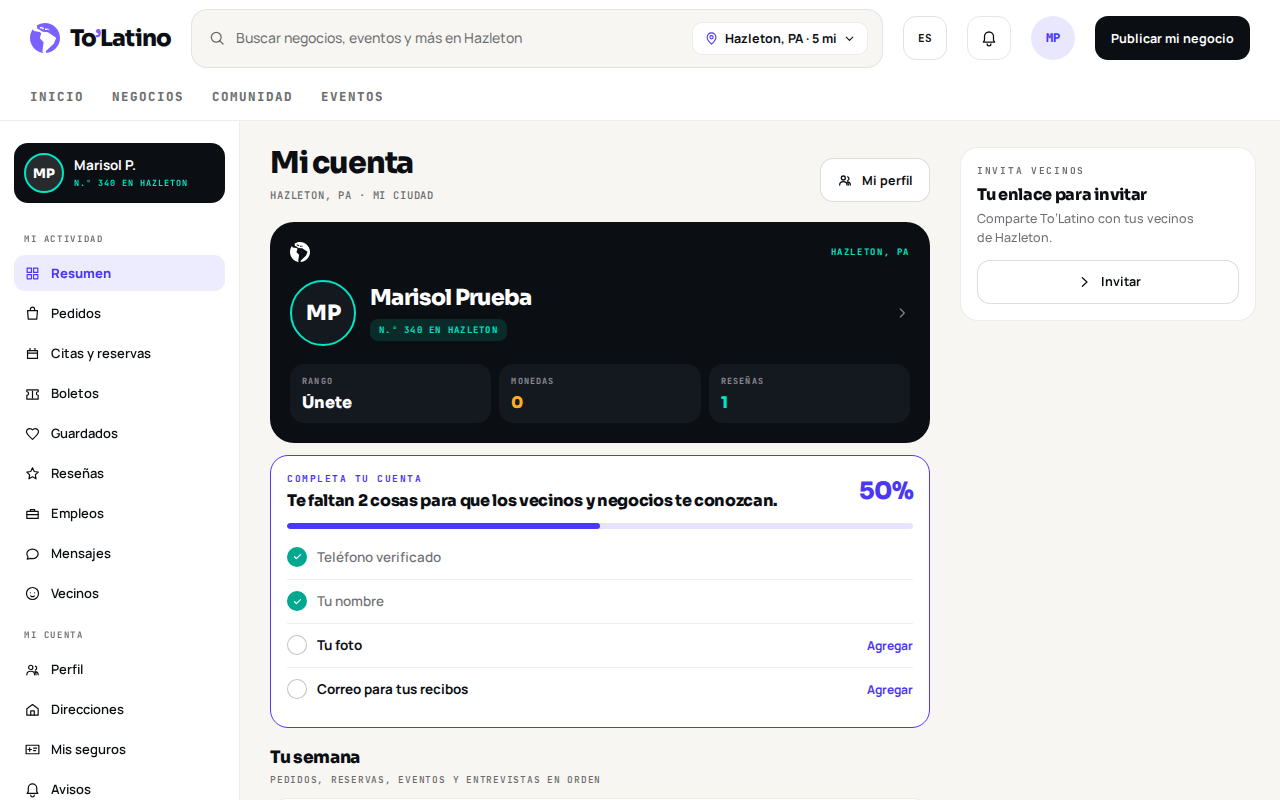 To'Latino
Buscar negocios, eventos y más en Hazleton
Hazleton, PA · 5 mi
ES
MP
Publicar mi negocio
INICIO
NEGOCIOS
COMUNIDAD
EVENTOS
MP
Marisol P.
N.° 340 EN HAZLETON
MI ACTIVIDAD
Resumen
Pedidos
Citas y reservas
Boletos
Guardados
Reseñas
Empleos
Mensajes
Vecinos
MI CUENTA
Perfil
Direcciones
Mis seguros
Avisos
Mi cuenta
HAZLETON, PA · MI CIUDAD
Mi perfil
HAZLETON, PA
MP
Marisol Prueba
N.° 340 EN HAZLETON
RANGO
Únete
MONEDAS
0
RESEÑAS
1
COMPLETA TU CUENTA
Te faltan 2 cosas para que los vecinos y negocios te conozcan.
50%
Teléfono verificado
Tu nombre
Tu foto
Agregar
Correo para tus recibos
Agregar
Tu semana
PEDIDOS, RESERVAS, EVENTOS Y ENTREVISTAS EN ORDEN
INVITA VECINOS
Tu enlace para invitar
Comparte To'Latino con tus vecinos
de Hazleton.
Invitar